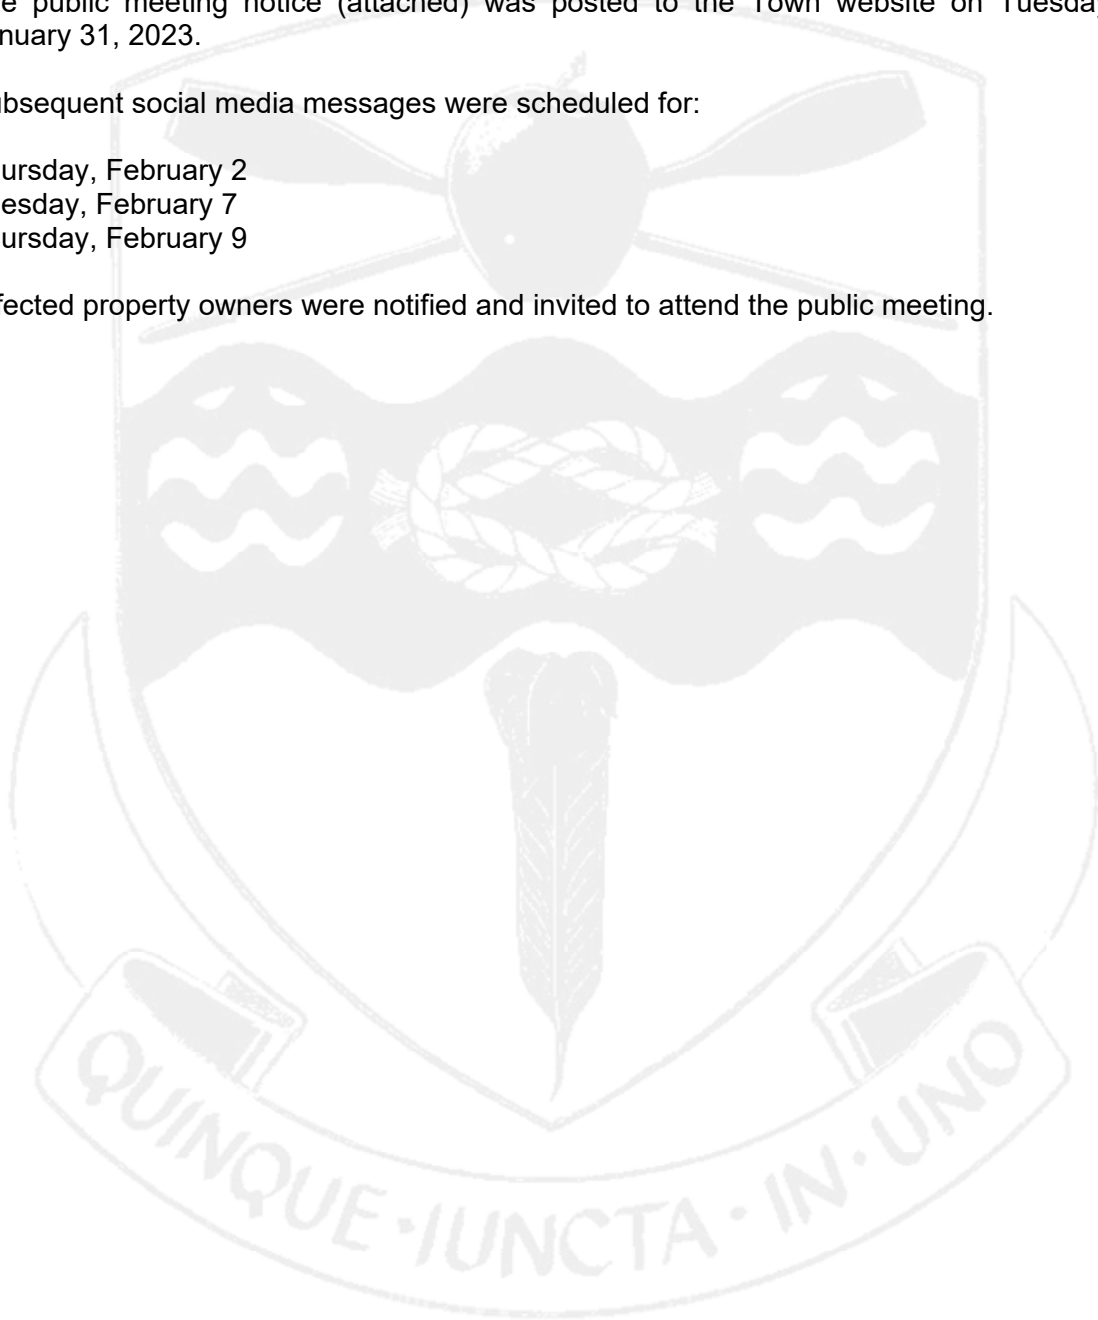 e public meeting notice (attached) was posted to the Town website on Tuesday
nuary 31, 2023.
ubsequent social media messages were scheduled for:
ursday, February 2
esday, February 7
ursday, February 9
fected property owners were notified and invited to attend the public meeting.
QUINQUE·IUNCTA·IN·UNO